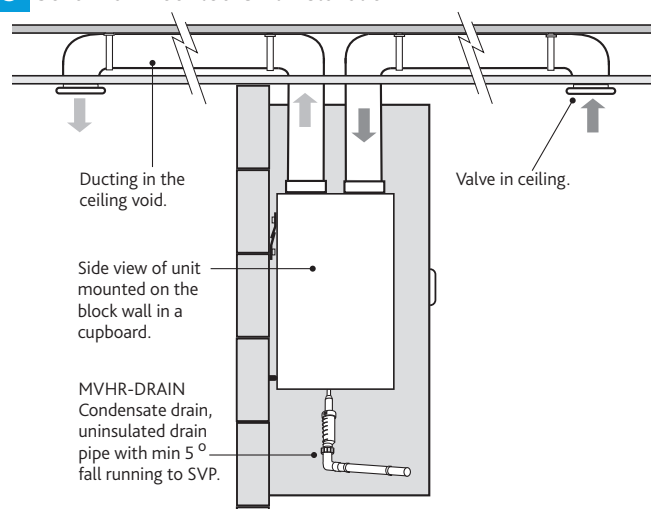 Ducting in the
ceiling void.
Valve in ceiling.
Side view of unit
mounted on the
block wall in a
cupboard.
MVHR-DRAIN
Condensate drain,
uninsulated drain
pipe with min 5 º
fall running to SVP.